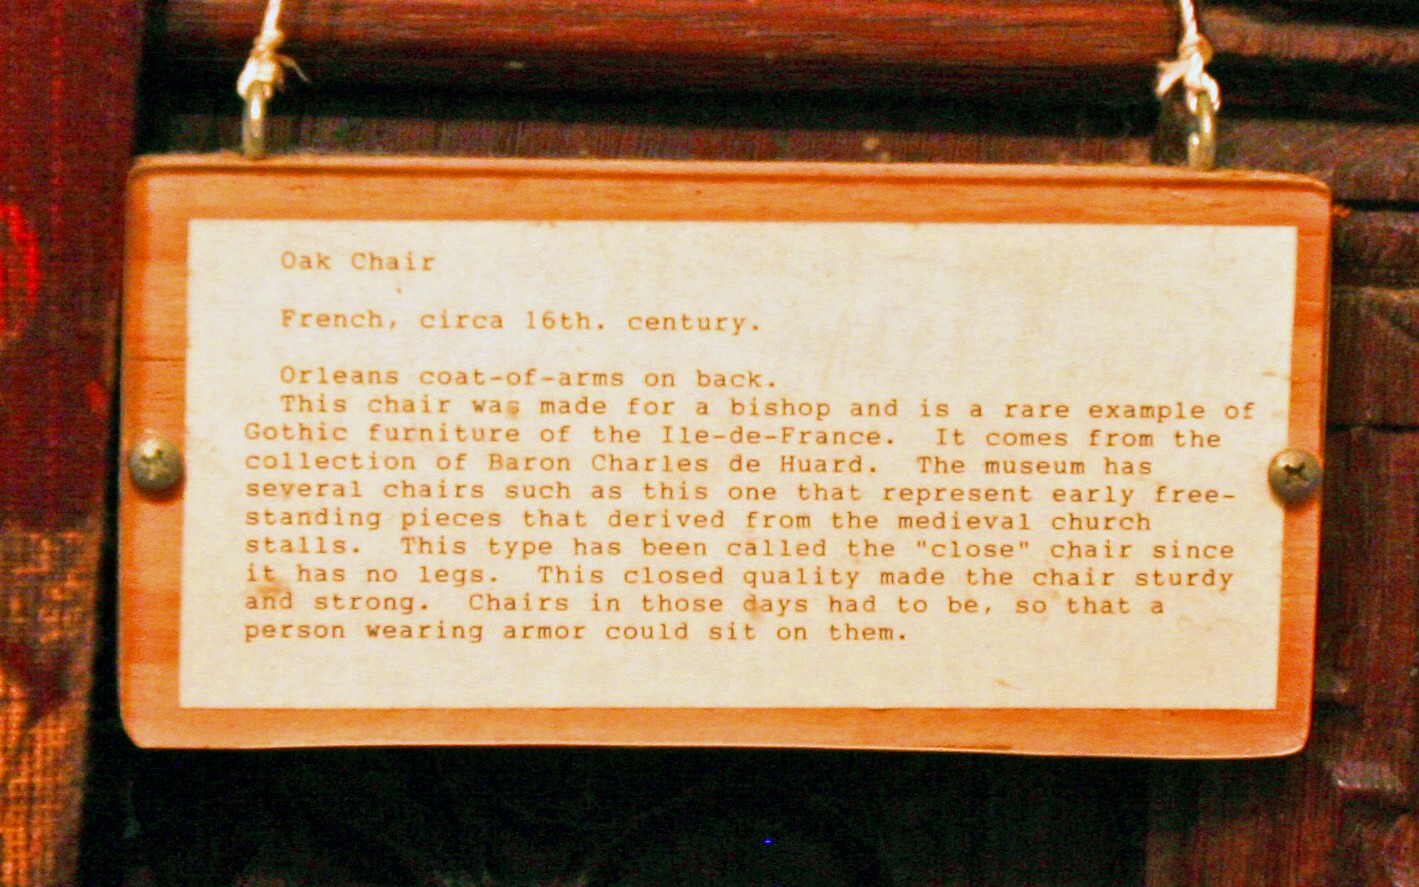 Oak Chair
French, circa 16th. century.
Orleans coat-of-arms on back.
This chair was made for a bishop and is a rare example of
Gothic furniture of the Ile-de-France.  It comes from the
collection of Baron Charles de Huard.  The museum has
several chairs such as this one that represent early free-
standing pieces that derived from the medieval church
stalls.  This type has been called the "close" chair since
it has no legs.  This closed quality made the chair sturdy
and strong.  Chairs in those days had to be, so that a
person wearing armor could sit on them.